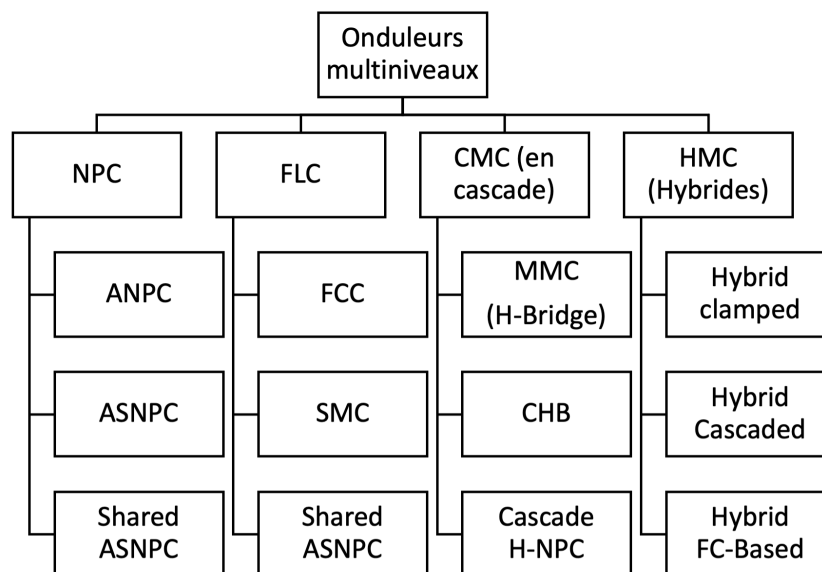 Onduleurs
multiniveaux
NPC
FLC
CMC (en
cascade)
HMC
(Hybrides)
ANPC
FCC
MMC
(H-Bridge)
Hybrid
clamped
ASNPC
SMC
CHB
Hybrid
Cascaded
Shared
ASNPC
Shared
ASNPC
Cascade
H-NPC
Hybrid
FC-Based